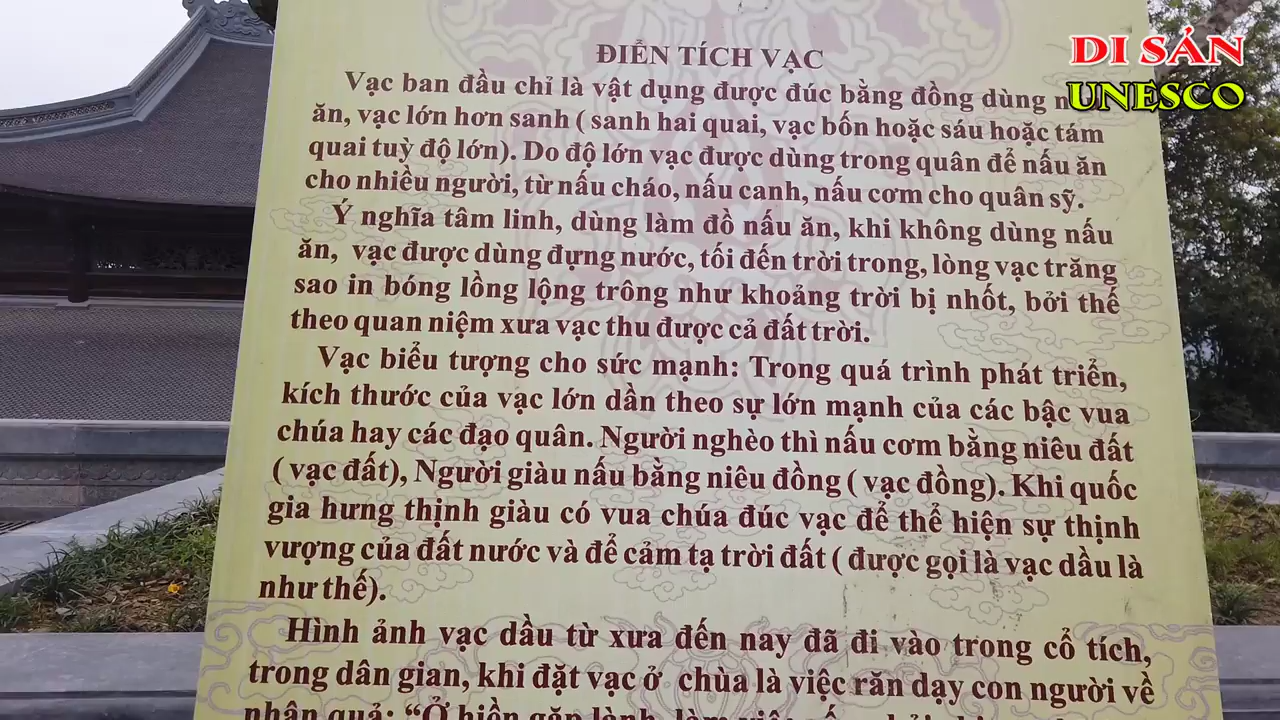 ĐIỂN TÍCH VẠC
Vạc ban đầu chỉ là vật dụng được đúc bằng đồng dùng
ăn, vạc lớn hơn sanh ( sanh hai quai, vạc bốn hoặc sáu hoặc tám
quai tuỳ độ lớn). Do độ lớn vạc được dùng trong quân để nấu ăn
cho nhiều người, từ nấu cháo, nấu canh, nấu cơm cho quân sỹ.
Ý nghĩa tâm linh, dùng làm đồ nấu ăn, khi không dùng nấu
ăn, vạc được dùng đựng nước, tối đến trời trong, lòng vạc trăng
sao in bóng lồng lộng trông như khoảng trời bị nhốt, bởi thế
theo quan niệm xưa vạc thu được cả đất trời.
Vạc biểu tượng cho sức mạnh: Trong quá trình phát triển,
kích thước của vạc lớn dần theo sự lớn mạnh của các bậc vua
chúa hay các đạo quân. Người nghèo thì nấu cơm bằng niêu đất
( vạc đất), Người giàu nấu bằng niêu đồng ( vạc đồng). Khi quốc
gia hưng thịnh giàu có vua chúa đúc vạc để thể hiện sự thịnh
vượng của đất nước và để cảm tạ trời đất ( được gọi là vạc dầu là
như thế).
Hình ảnh vạc dầu từ xưa đến nay đã đi vào trong cổ tích,
trong dân gian, khi đặt vạc ở chùa là việc răn dạy con người về
nhân quả: "Ở hiền gặp lành, làm việc
DI SẢN
UNESCO